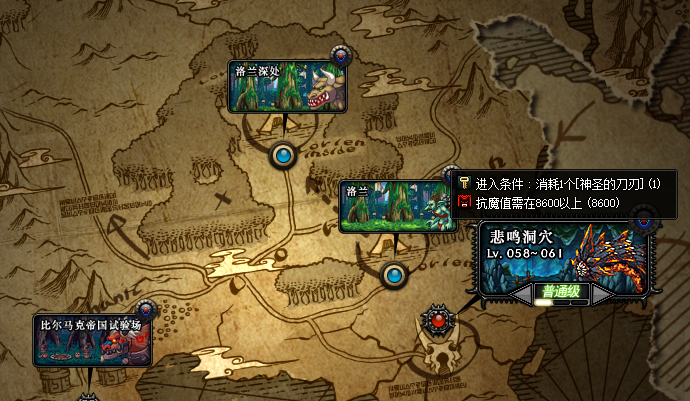 洛兰深处
进入条件：消耗1个[神圣的刀刃] (1)
洛兰
抗魔值需在8600以上 (8600)
悲鸣洞穴
Lv. 058~061
普通级
比尔马克帝国试验场